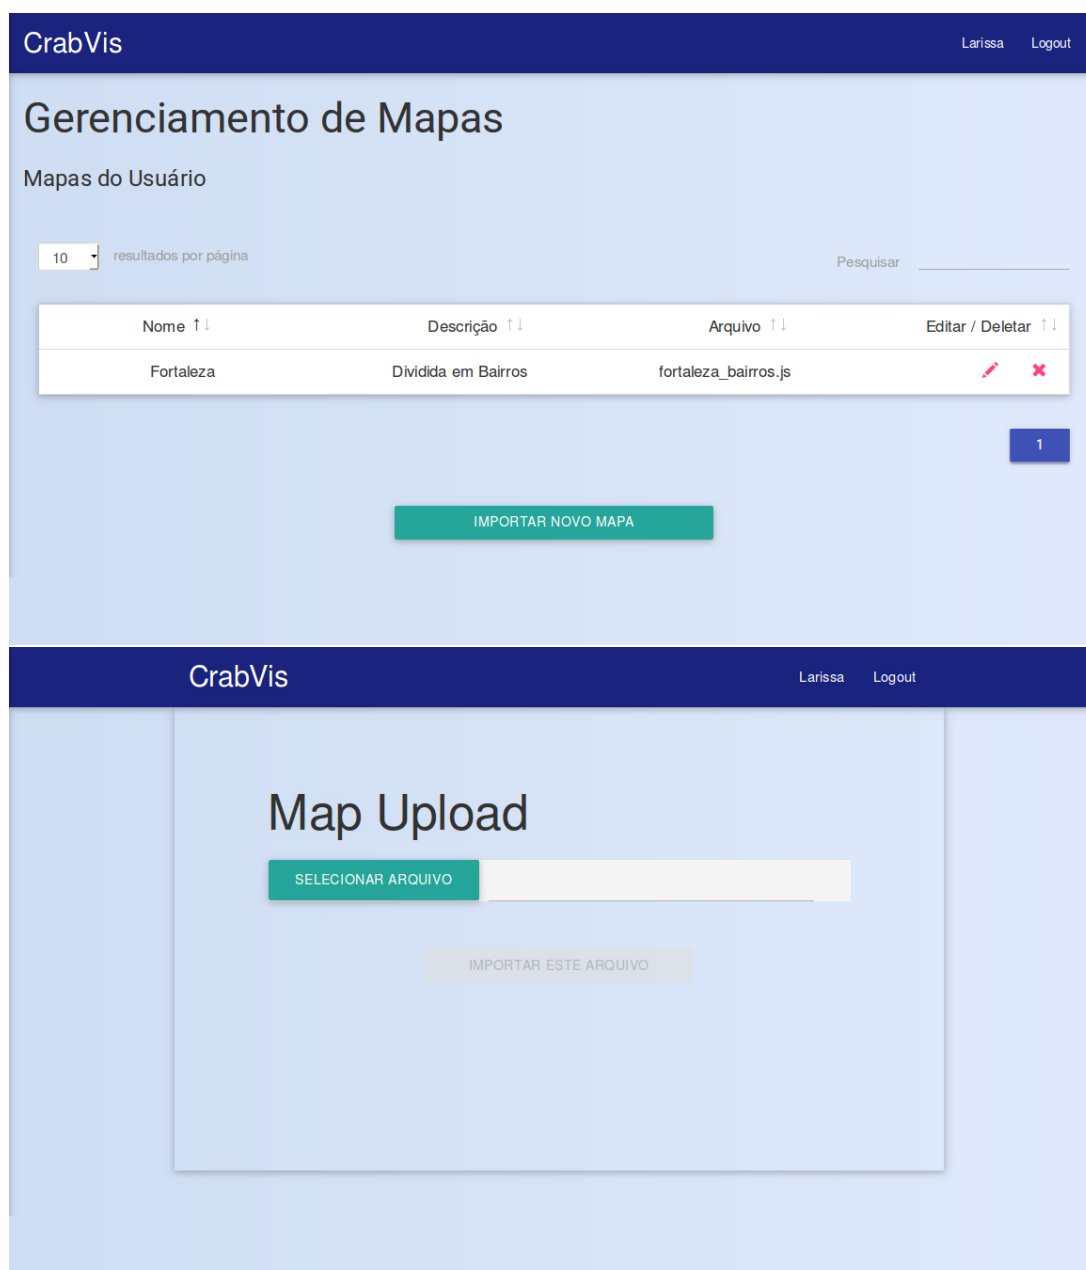 CrabVis Larissa Logout
Gerenciamento de Mapas
Mapas do Usuário
10 resultados por página Pesquisar
Nome ↑↓ Descrição ↑↓ Arquivo ↑↓ Editar / Deletar ↑↓
Fortaleza Dividida em Bairros fortaleza_bairros.js
1
IMPORTAR NOVO MAPA
CrabVis Larissa Logout
Map Upload
SELECIONAR ARQUIVO
IMPORTAR ESTE ARQUIVO